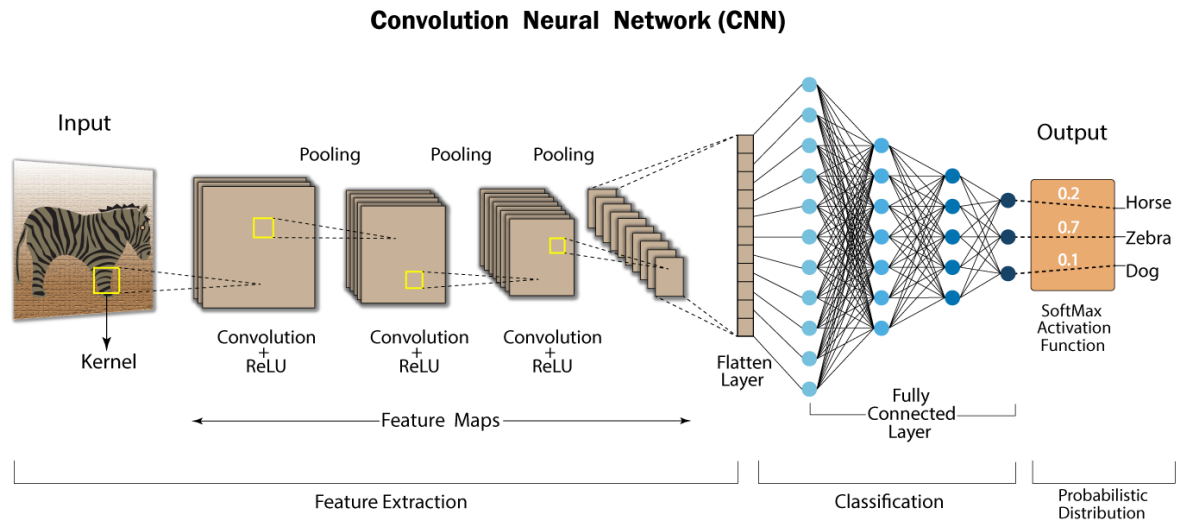 Convolution Neural Network (CNN)
Input
Output
Pooling
Pooling
Pooling
0.2
Horse
0.7
Zebra
0.1
Dog
Kernel
Convolution
+
ReLU
Convolution
+
ReLU
Convolution
+
ReLU
Flatten
Layer
SoftMax
Activation
Function
Fully
Connected
Layer
Feature Maps
Feature Extraction
Classification
Probabilistic
Distribution